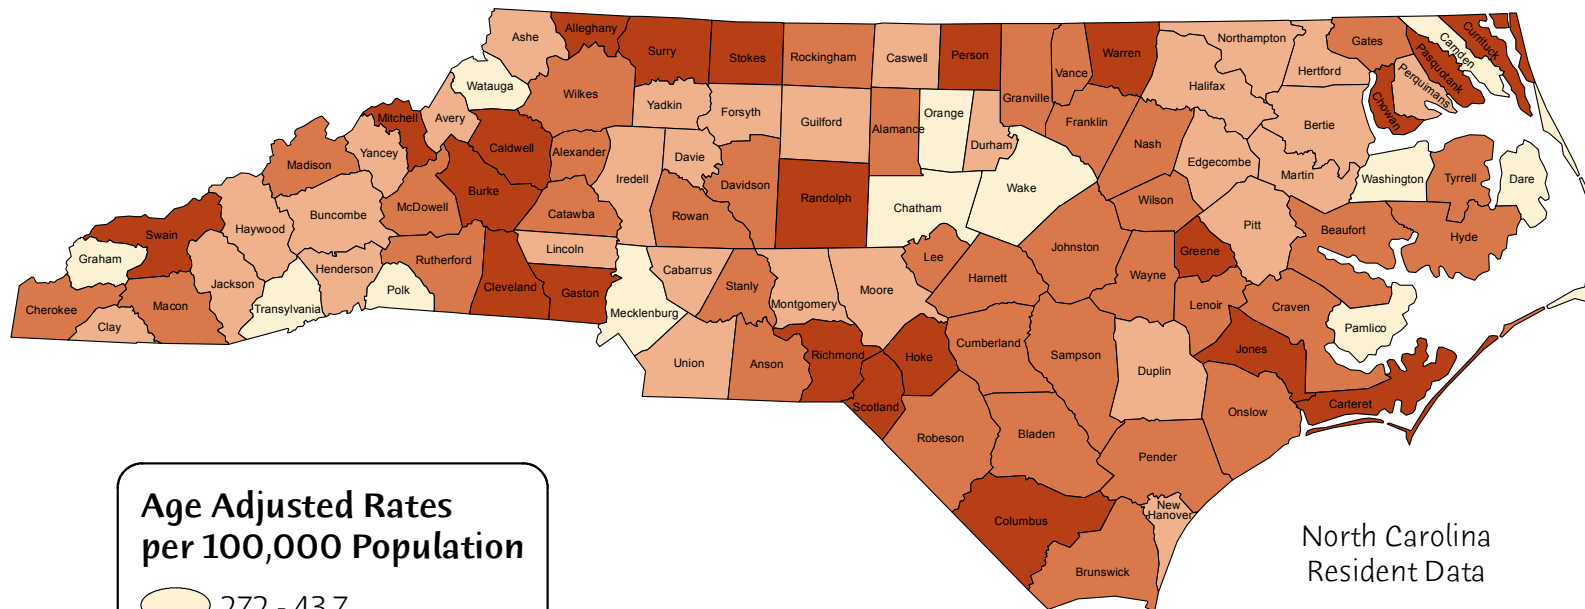 Ashe
Alleghany
Surry
Stokes
Rockingham
Caswell
Person
Granville
Vance
Warren
Northampton
Gates
Hertford
Halifax
Camden
Currituck
Pasquotank
Perquimans
Chowan
Bertie
Watauga
Wilkes
Yadkin
Forsyth
Guilford
Alamance
Orange
Durham
Franklin
Nash
Edgecombe
Martin
Washington
Tyrrell
Dare
Mitchell
Avery
Caldwell
Alexander
Iredell
Davie
Davidson
Randolph
Chatham
Wake
Wilson
Pitt
Beaufort
Hyde
Madison
Yancey
Burke
McDowell
Catawba
Rowan
Buncombe
Haywood
Swain
Graham
Cherokee
Clay
Macon
Jackson
Transylvania
Henderson
Polk
Rutherford
Cleveland
Lincoln
Gaston
Mecklenburg
Cabarrus
Stanly
Montgomery
Moore
Lee
Harnett
Johnston
Wayne
Greene
Lenoir
Craven
Pamlico
Union
Anson
Richmond
Scotland
Hoke
Cumberland
Sampson
Duplin
Jones
Carteret
Onslow
Robeson
Bladen
Pender
Columbus
Brunswick
New
Hanover
Age Adjusted Rates
per 100,000 Population
27.2 - 43.7
North Carolina
Resident Data